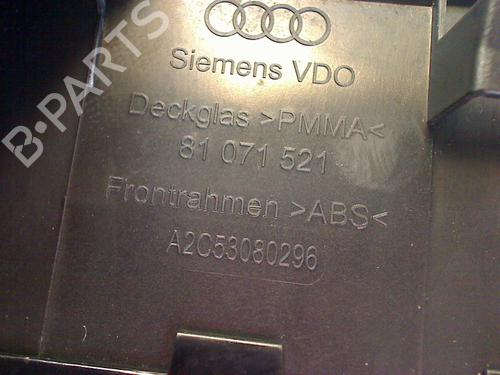 Siemens VDO
Deckglas >PMMA<
81 071 521
Frontrahmen >ABS<
A2C53080296
B-PARTS